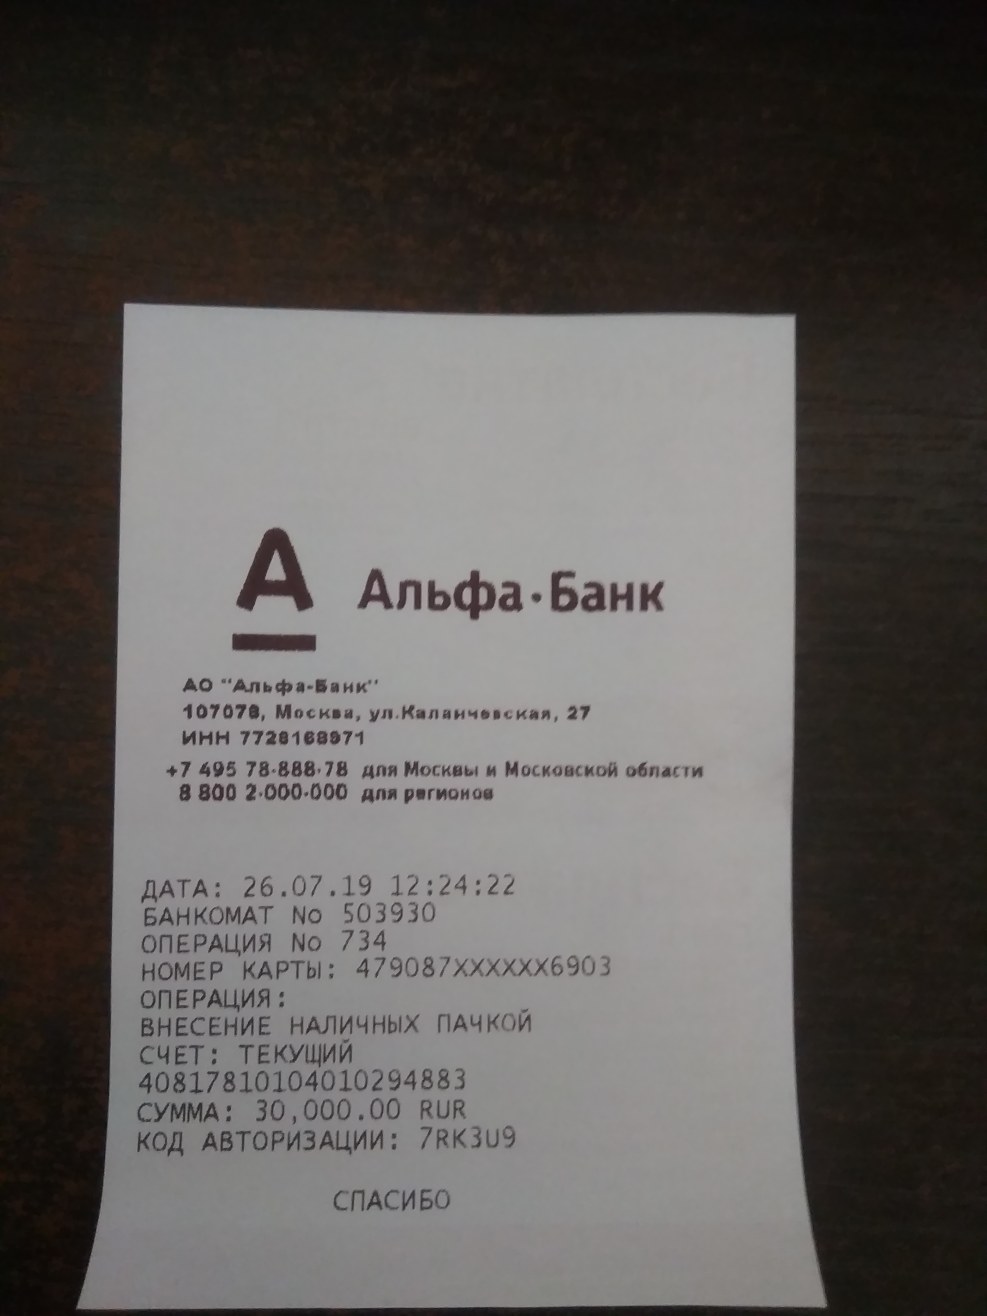 А
Альфа·Банк
АО "Альфа-Банк"
107078, Москва, ул.Каланчевская, 27
ИНН 7728168971
+7 495 78-888-78 для Москвы и Московской области
8 800 2-000-000 для регионов
ДАТА: 26.07.19 12:24:22
БАНКОМАТ No 503930
ОПЕРАЦИЯ No 734
НОМЕР КАРТЫ: 479087XXXXXX6903
ОПЕРАЦИЯ:
ВНЕСЕНИЕ НАЛИЧНЫХ ПАЧКОЙ
СЧЕТ: ТЕКУЩИЙ
40817810104010294883
СУММА: 30,000.00 RUR
КОД АВТОРИЗАЦИИ: 7RK3U9
СПАСИБО